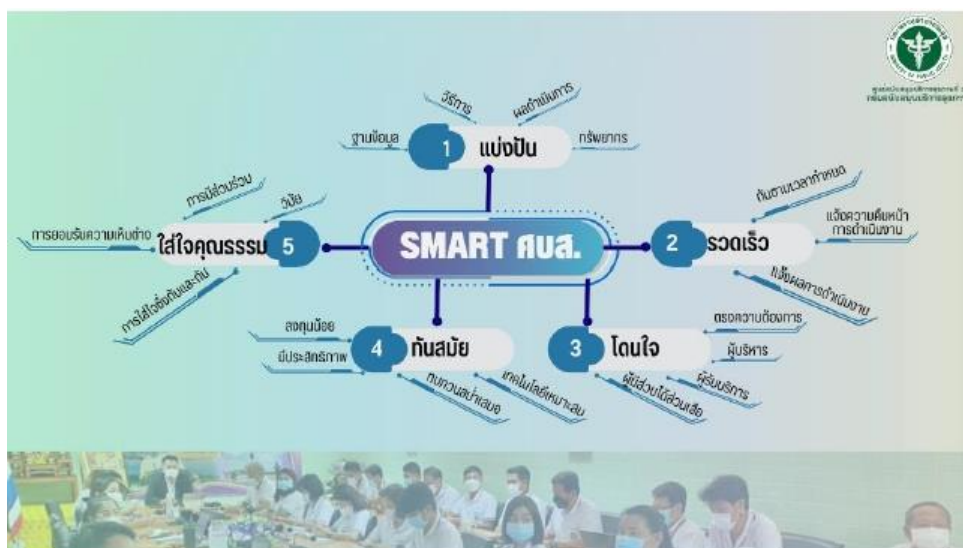 วิธีการ
ผลดำเนินการ
ฐานข้อมูล
1 แบ่งปัน
ทรัพยากร
การมีส่วนร่วม
วินัย
การยอมรับความเห็นต่าง
ใส่ใจคุณธรรม 5
การใส่ใจซึ่งกันและกัน
SMART ศบส.
ทันตามเวลากำหนด
2 รวดเร็ว
แจ้งความคืบหน้า
การดำเนินงาน
แจ้งผลการดำเนินงาน
ลงทุนน้อย
มีประสิทธิภาพ
4 ทันสมัย
ทบทวนสม่ำเสมอ
เทคโนโลยีเหมาะสม
3 โดนใจ
ตรงความต้องการ
ผู้บริหาร
ผู้รับบริการ
ผู้มีส่วนได้ส่วนเสีย